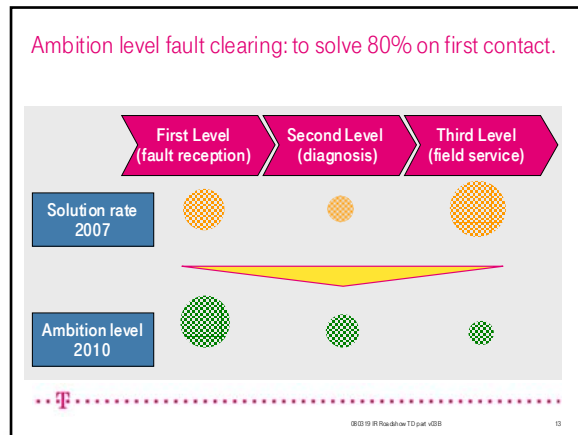 Ambition level fault clearing: to solve 80% on first contact.
First Level
(fault reception)
Second Level
(diagnosis)
Third Level
(field service)
Solution rate
2007
Ambition level
2010
T
080319 IR Roadshow TD part v03B
13